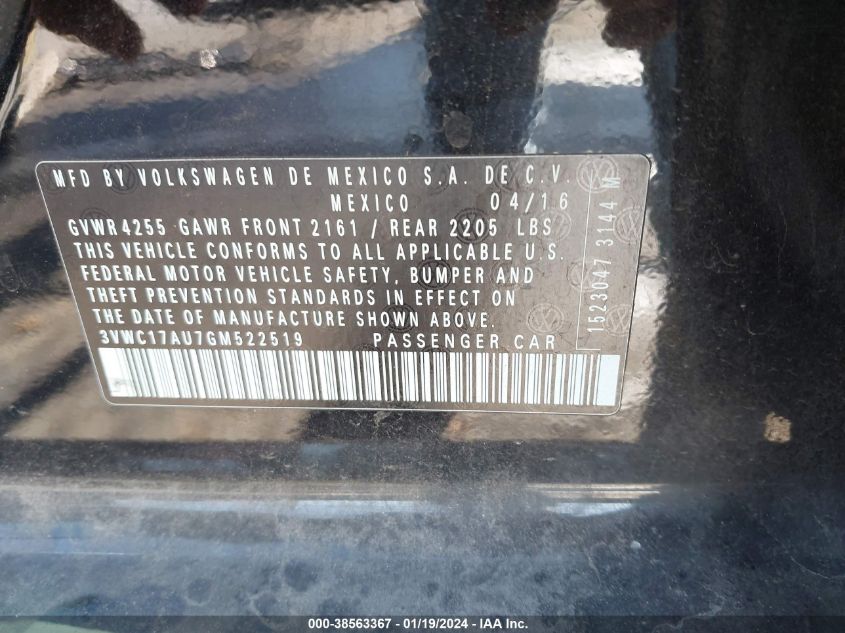 MFD BY VOLKSWAGEN DE MEXICO S.A. DE C.V.
MEXICO 04/16
GVWR 4255 GAWR FRONT 2161 / REAR 2205 LBS
THIS VEHICLE CONFORMS TO ALL APPLICABLE U.S.
FEDERAL MOTOR VEHICLE SAFETY, BUMPER AND
THEFT PREVENTION STANDARDS IN EFFECT ON
THE DATE OF MANUFACTURE SHOWN ABOVE.
3VWC17AU7GM522519 PASSENGER CAR
1523047 3144 M
000-38563367 - 01/19/2024 - IAA Inc.